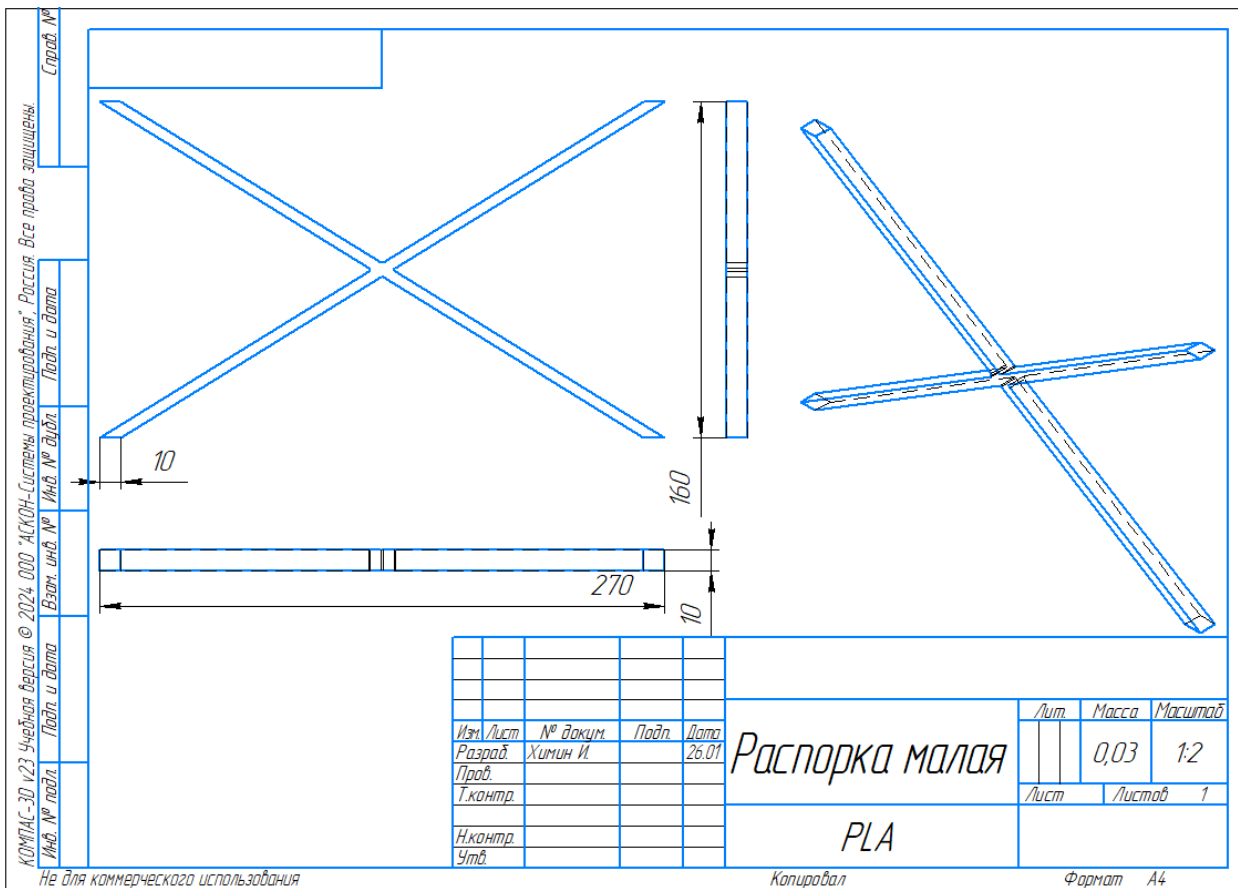 КОМПАС-3D v23 Учебная версия © 2024 ООО "АСКОН-Системы проектирования", Россия. Все права защищены.
Справ. №
Подп. и дата
Инв. № дубл.
Взам. инв. №
Подп. и дата
Инв. № подл.
10
160
270
10
Изм. Лист № докум. Подп. Дата
Разраб. Химин И. 26.01
Пров.
Т.контр.
Н.контр.
Утв.
Распорка малая
PLA
Лит. Масса Масштаб
0,03 1:2
Лист Листов 1
Не для коммерческого использования
Копировал
Формат A4